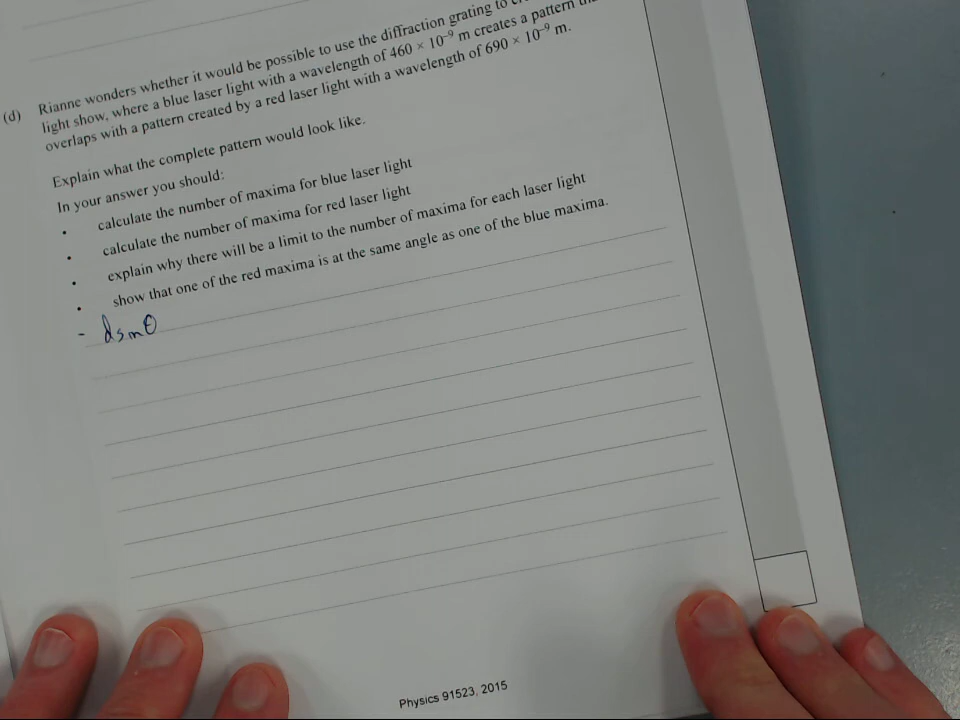 (d) Rianne wonders whether it would be possible to use the diffraction grating to
light show, where a blue laser light with a wavelength of 460 × 10⁻⁹ m creates a pattern
overlaps with a pattern created by a red laser light with a wavelength of 690 × 10⁻⁹ m.
Explain what the complete pattern would look like.
In your answer you should:
• calculate the number of maxima for blue laser light
• calculate the number of maxima for red laser light
• explain why there will be a limit to the number of maxima for each laser light
• show that one of the red maxima is at the same angle as one of the blue maxima.
- dsinθ
Physics 91523, 2015